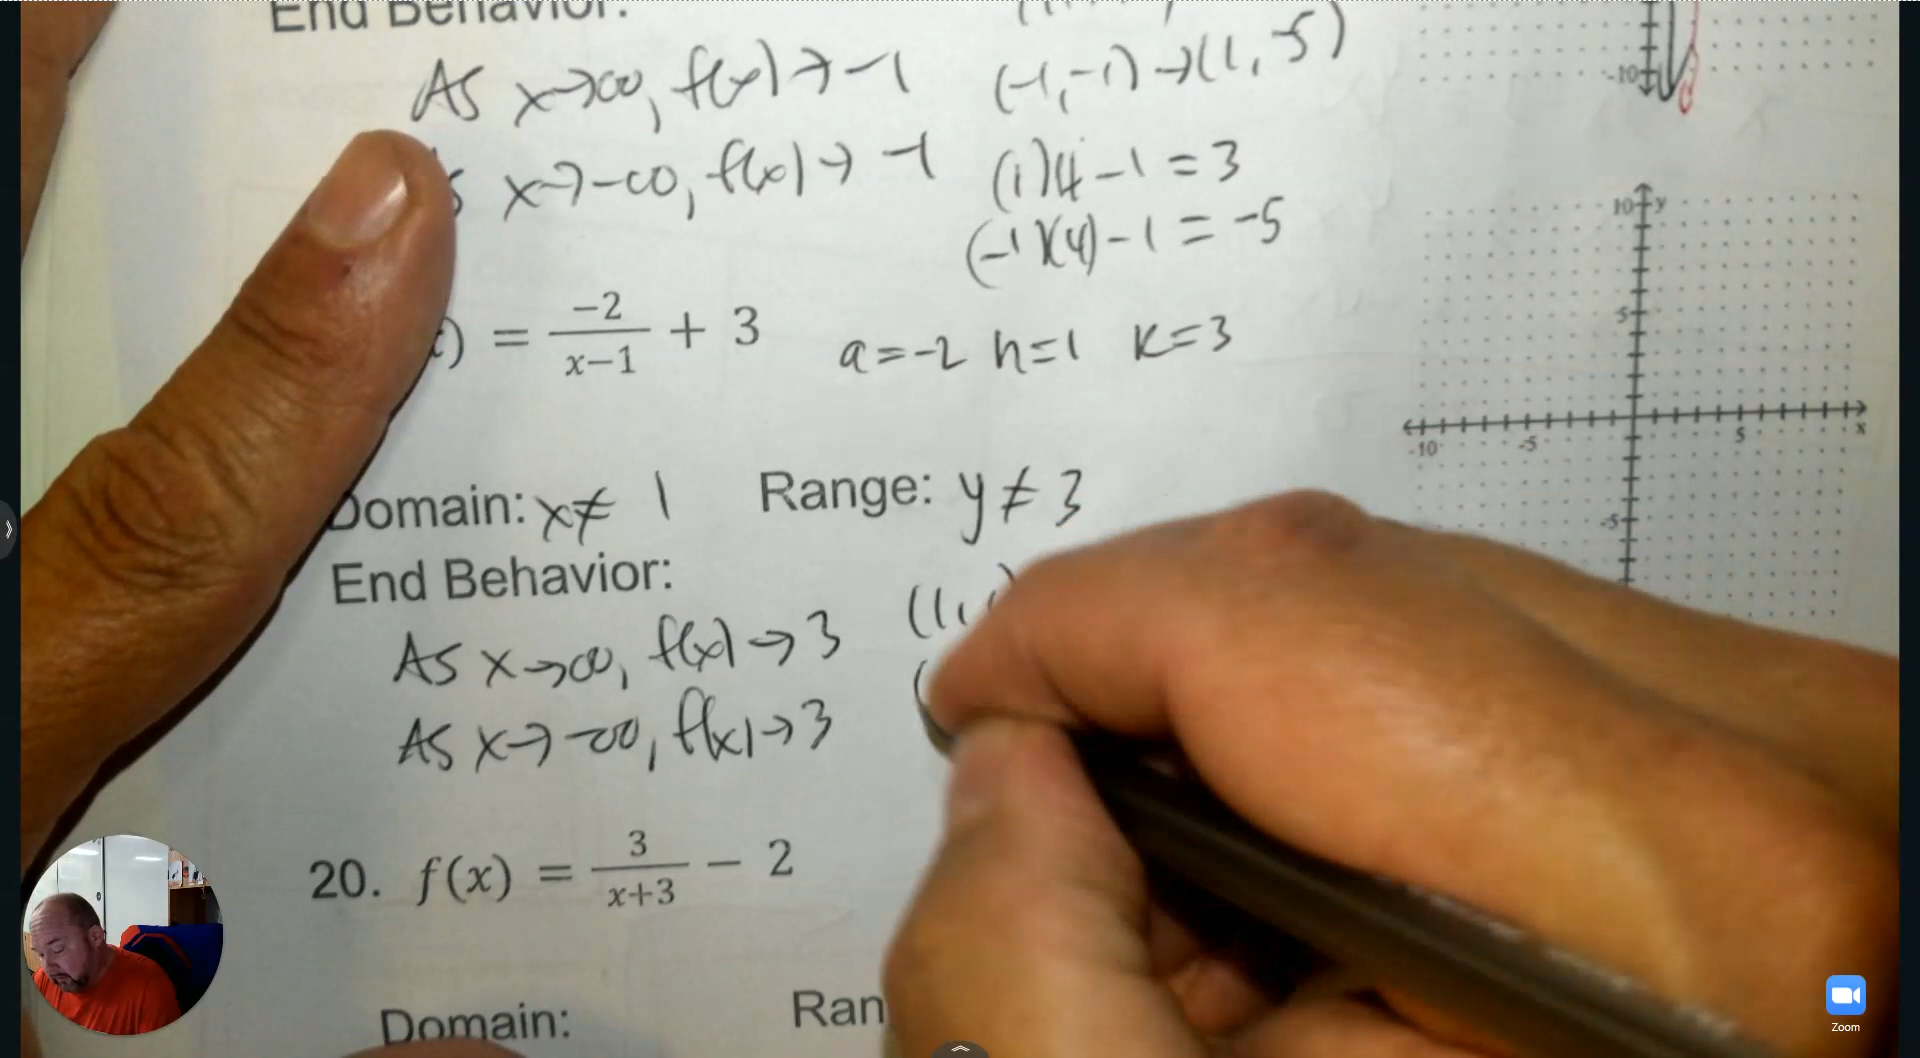 End Behavior:
As x→∞, f(x)→-1
(-1,-1)→(1,-5)
x→-∞, f(x)→-1
(1)4-1=3
(-1)(4)-1=-5
= -2/(x-1) + 3
a=-2 h=1 k=3
Domain: x≠1 Range: y≠3
End Behavior:
As x→∞, f(x)→3
(1,
As x→-∞, f(x)→3
20. f(x) = 3/(x+3) - 2
Domain: Ran
-10
10 y
5
-10 -5 5 x
-5
Zoom